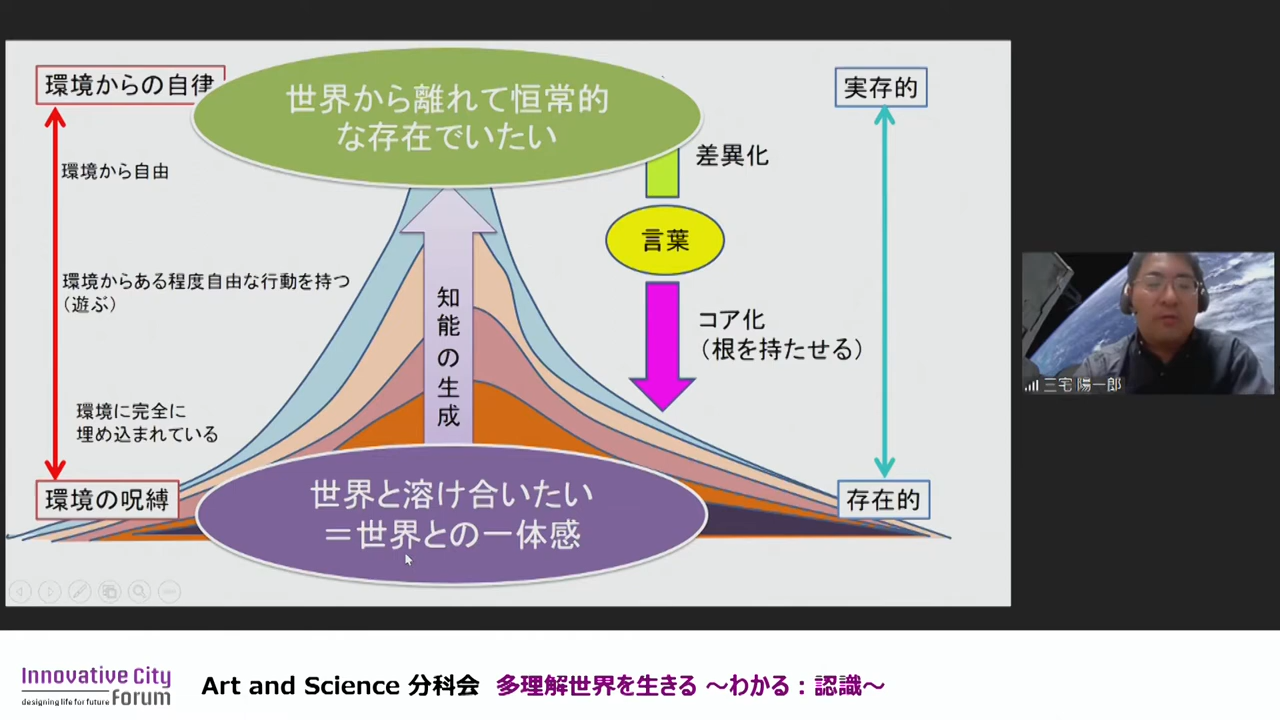 環境からの自律
世界から離れて恒常的
な存在でいたい
実存的
差異化
環境から自由
言葉
環境からある程度自由な行動を持つ
（遊ぶ）
知能の生成
コア化
（根を持たせる）
環境に完全に
埋め込まれている
環境の呪縛
世界と溶け合いたい
＝世界との一体感
存在的
三宅 陽一郎
Innovative City
designing life for future Forum
Art and Science 分科会 多理解世界を生きる ～わかる：認識～